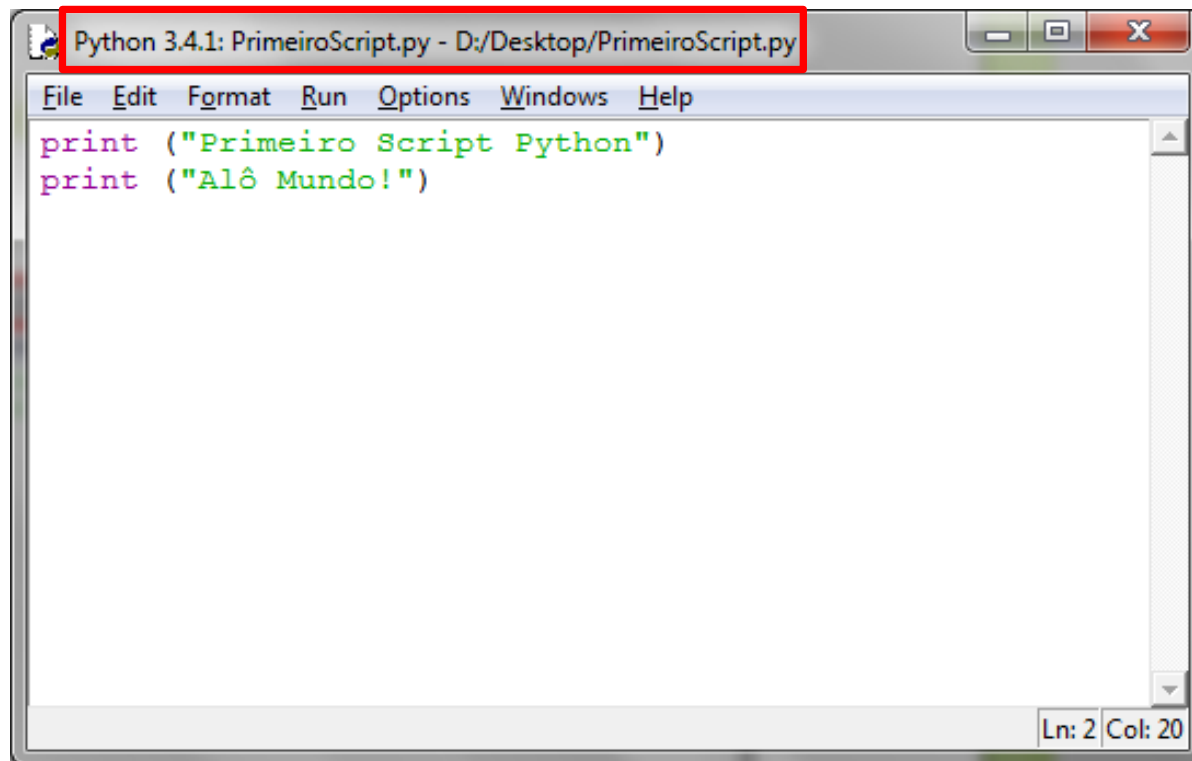 Python 3.4.1: PrimeiroScript.py - D:/Desktop/PrimeiroScript.py
File Edit Format Run Options Windows Help
print ("Primeiro Script Python")
print ("Alô Mundo!")
Ln: 2 Col: 20